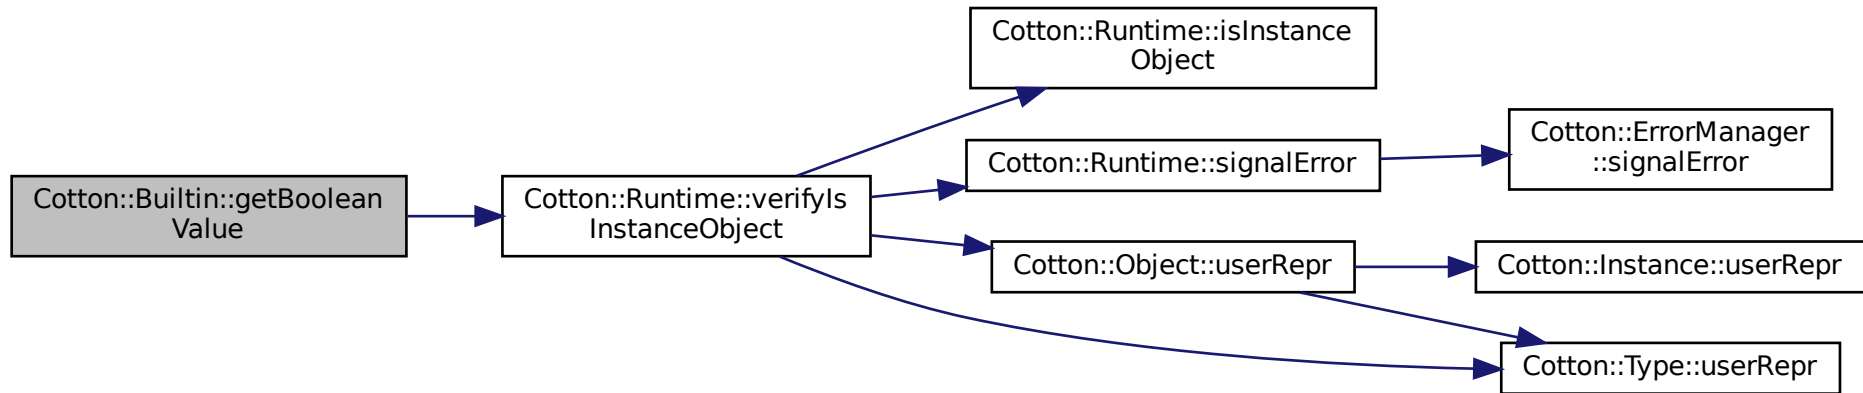 Cotton::Builtin::getBoolean
Value
Cotton::Runtime::verifyIs
InstanceObject
Cotton::Runtime::isInstance
Object
Cotton::Runtime::signalError
Cotton::ErrorManager
::signalError
Cotton::Object::userRepr
Cotton::Instance::userRepr
Cotton::Type::userRepr